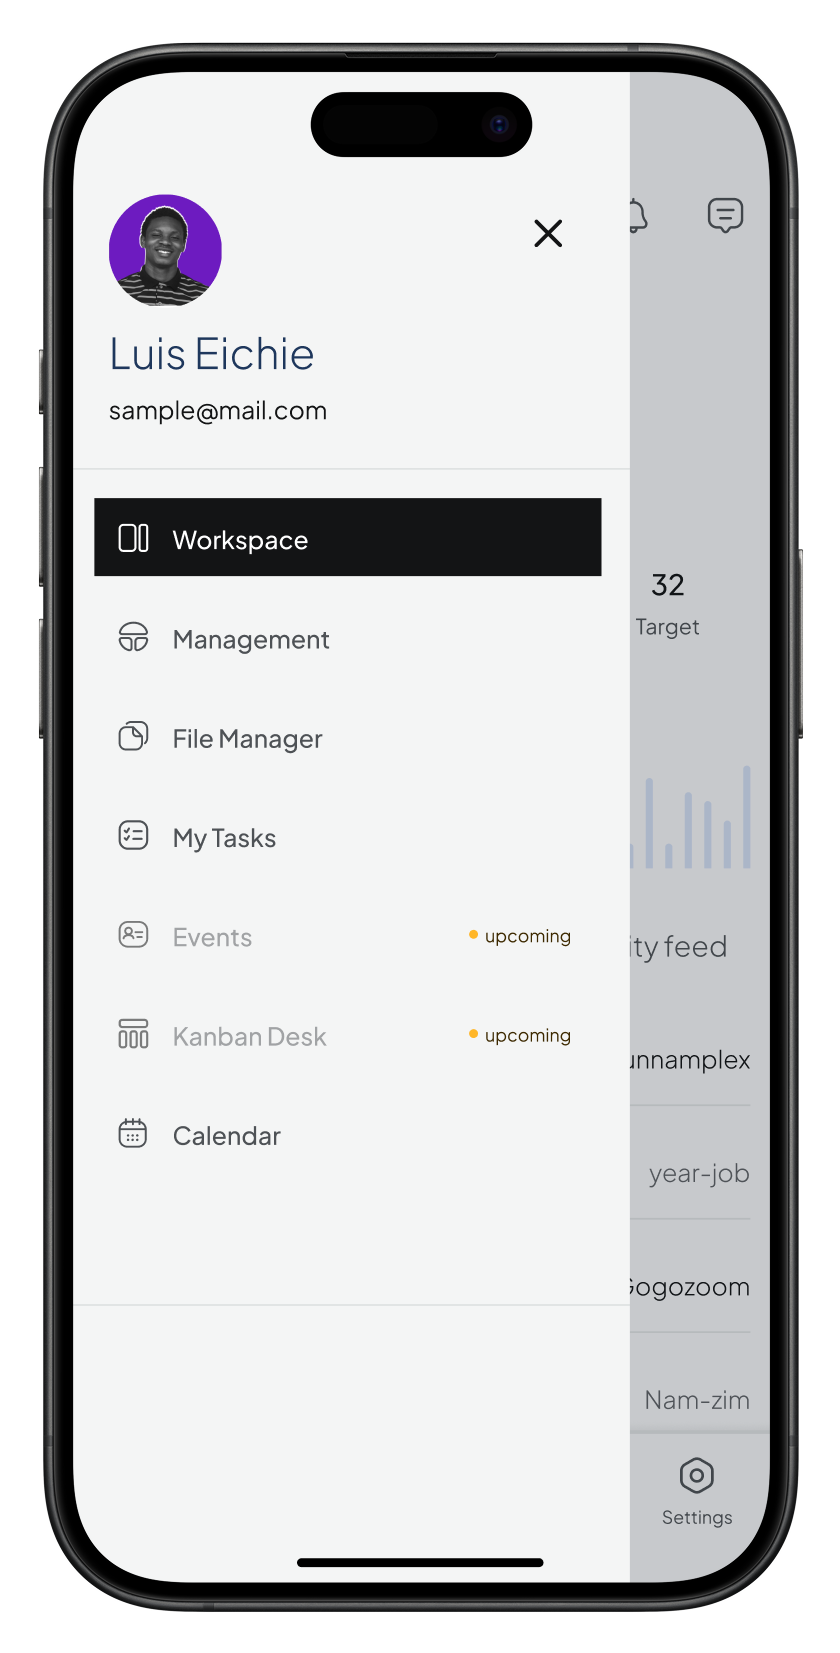 Luis Eichie
sample@mail.com
Workspace
Management
File Manager
My Tasks
Events
upcoming
Kanban Desk
upcoming
Calendar
32
Target
ity feed
unnamplex
year-job
Gogozoom
Nam-zim
Settings